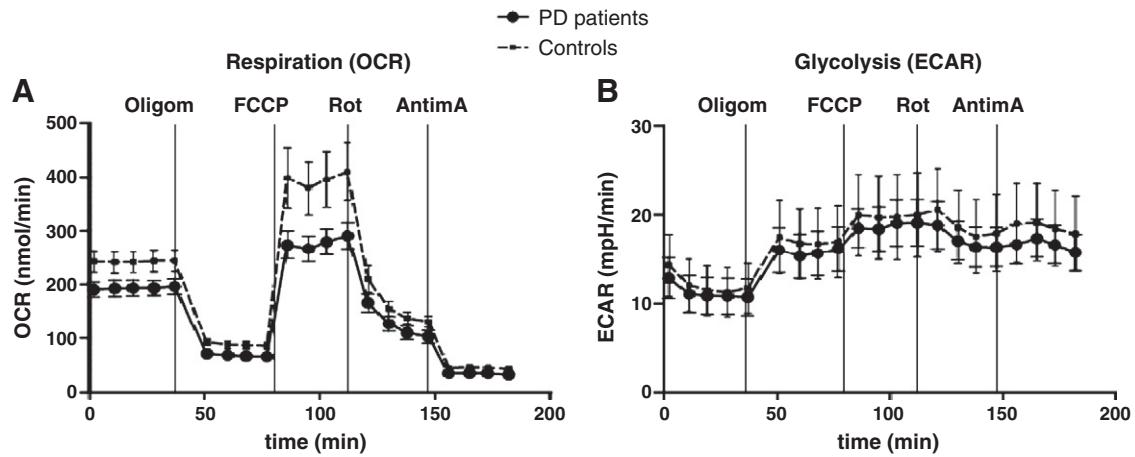 PD patients
Controls
Respiration (OCR)
Glycolysis (ECAR)
A
B
Oligom
FCCP
Rot
AntimA
500
400
300
200
100
0
OCR (nmol/min)
0
50
100
150
200
time (min)
Oligom
FCCP
Rot
AntimA
30
20
10
0
ECAR (mpH/min)
0
50
100
150
200
time (min)